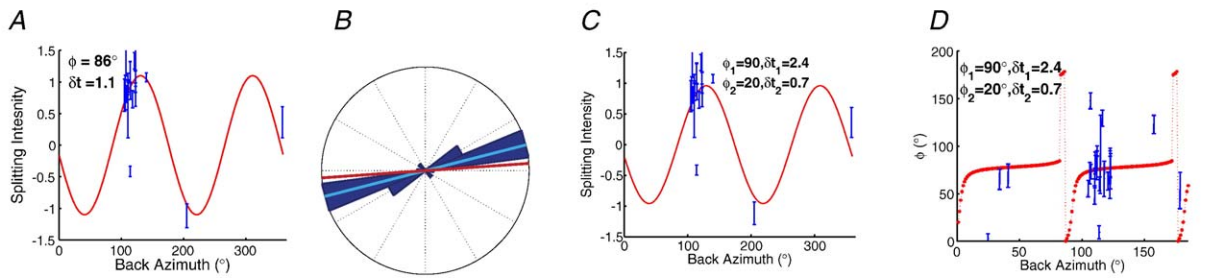 A
B
C
D
1.5
1
0.5
0
-0.5
-1
-1.5
0
100
200
300
Splitting Intensity
Back Azimuth (°)
ϕ = 86°
δt =1.1
1.5
1
0.5
0
-0.5
-1
-1.5
0
100
200
300
Splitting Intensity
Back Azimuth (°)
ϕ₁=90,δt₁=2.4
ϕ₂=20,δt₂=0.7
200
150
100
50
0
0
50
100
150
ϕ (°)
Back Azimuth (°)
ϕ₁=90°,δt₁=2.4
ϕ₂=20°,δt₂=0.7